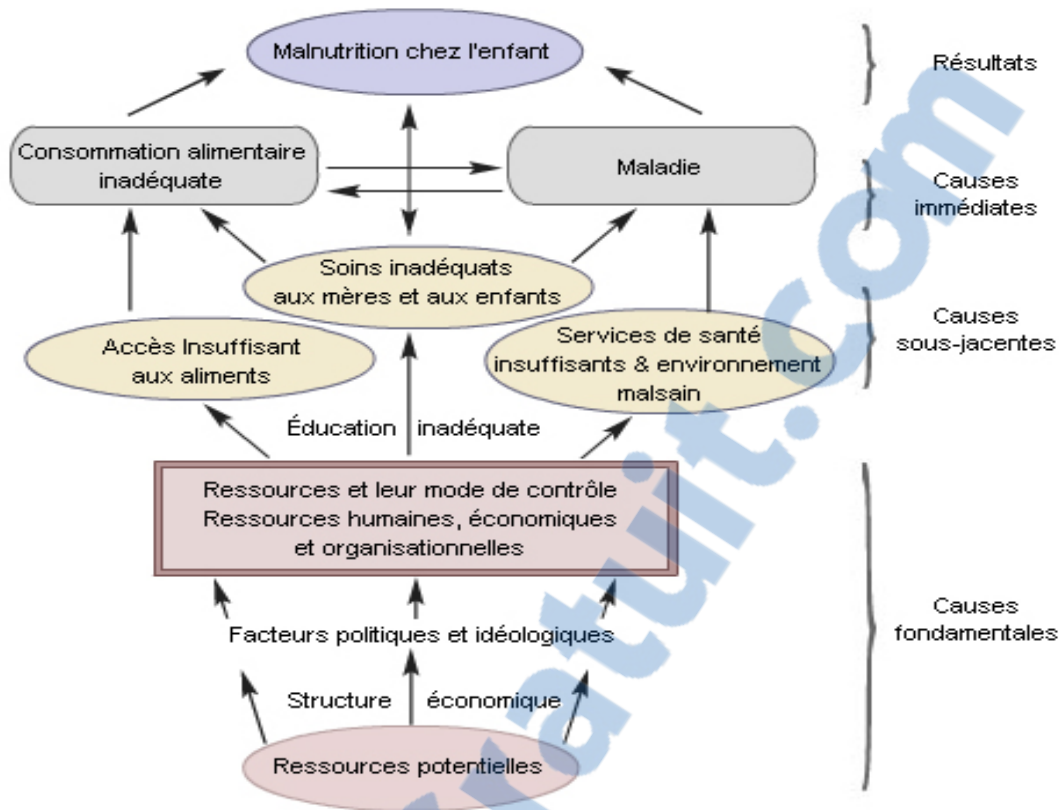 Malnutrition chez l'enfant
Résultats
Consommation alimentaire
inadéquate
Maladie
Causes
immédiates
Soins inadéquats
aux mères et aux enfants
Accès Insuffisant
aux aliments
Services de santé
insuffisants & environnement
malsain
Causes
sous-jacentes
Éducation inadéquate
Ressources et leur mode de contrôle
Ressources humaines, économiques
et organisationnelles
Facteurs politiques et idéologiques
Structure économique
Ressources potentielles
Causes
fondamentales
ratuit.com